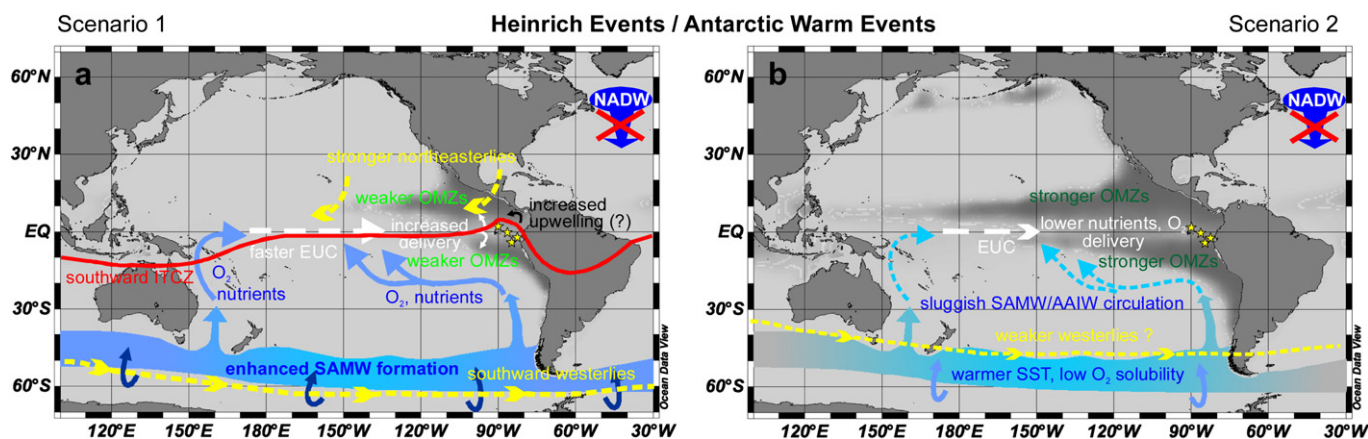 Scenario 1
Heinrich Events / Antarctic Warm Events
Scenario 2
a
60°N
30°N
EQ
30°S
60°S
NADW
stronger northeasterlies
weaker OMZs
increased
upwelling (?)
increased
delivery
faster EUC
weaker OMZs
southward ITCZ
O2
nutrients
O2, nutrients
enhanced SAMW formation
southward westerlies
Ocean Data View
120°E 150°E 180°W 150°W 120°W 90°W 60°W 30°W
b
60°N
30°N
EQ
30°S
60°S
NADW
stronger OMZs
lower nutrients, O2
delivery
EUC
stronger OMZs
sluggish SAMW/AAIW circulation
weaker westerlies ?
warmer SST, low O2 solubility
Ocean Data View
120°E 150°E 180°W 150°W 120°W 90°W 60°W 30°W